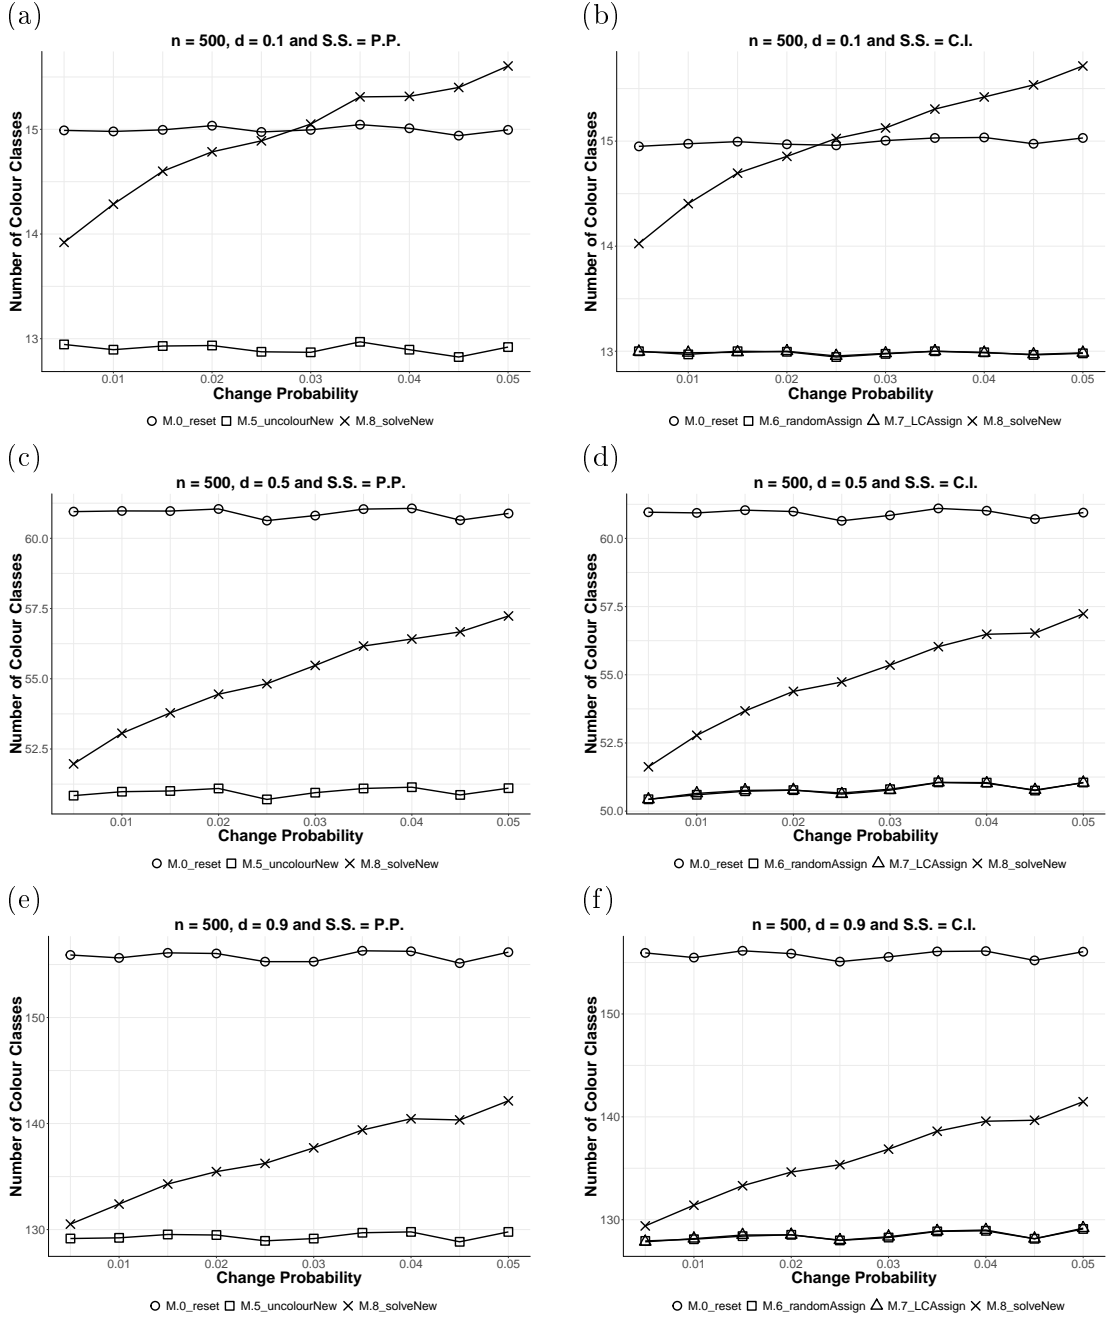 (a)
n = 500, d = 0.1 and S.S. = P.P.
Number of Colour Classes
15
14
13
0.01 0.02 0.03 0.04 0.05
Change Probability
M.0_reset M.5_uncolourNew M.8_solveNew
(b)
n = 500, d = 0.1 and S.S. = C.I.
Number of Colour Classes
15
14
13
0.01 0.02 0.03 0.04 0.05
Change Probability
M.0_reset M.6_randomAssign M.7_LCAssign M.8_solveNew
(c)
n = 500, d = 0.5 and S.S. = P.P.
Number of Colour Classes
60.0
57.5
55.0
52.5
0.01 0.02 0.03 0.04 0.05
Change Probability
M.0_reset M.5_uncolourNew M.8_solveNew
(d)
n = 500, d = 0.5 and S.S. = C.I.
Number of Colour Classes
60.0
57.5
55.0
52.5
50.0
0.01 0.02 0.03 0.04 0.05
Change Probability
M.0_reset M.6_randomAssign M.7_LCAssign M.8_solveNew
(e)
n = 500, d = 0.9 and S.S. = P.P.
Number of Colour Classes
150
140
130
0.01 0.02 0.03 0.04 0.05
Change Probability
M.0_reset M.5_uncolourNew M.8_solveNew
(f)
n = 500, d = 0.9 and S.S. = C.I.
Number of Colour Classes
150
140
130
0.01 0.02 0.03 0.04 0.05
Change Probability
M.0_reset M.6_randomAssign M.7_LCAssign M.8_solveNew